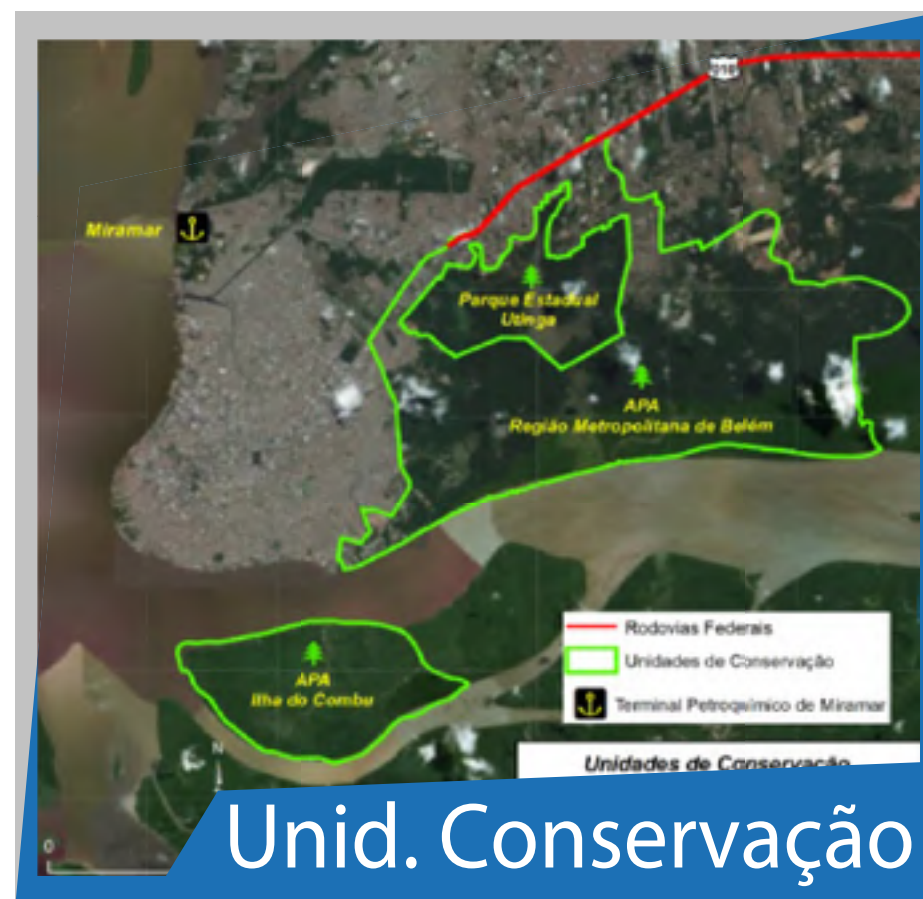 Miramar
Parque Estadual
Utinga
APA
Região Metropolitana de Belém
APA
Ilha do Combu
N
0
Rodovias Federais
Unidades de Conservação
Terminal Petroquímico de Miramar
Unidades de Conservação
Unid. Conservação